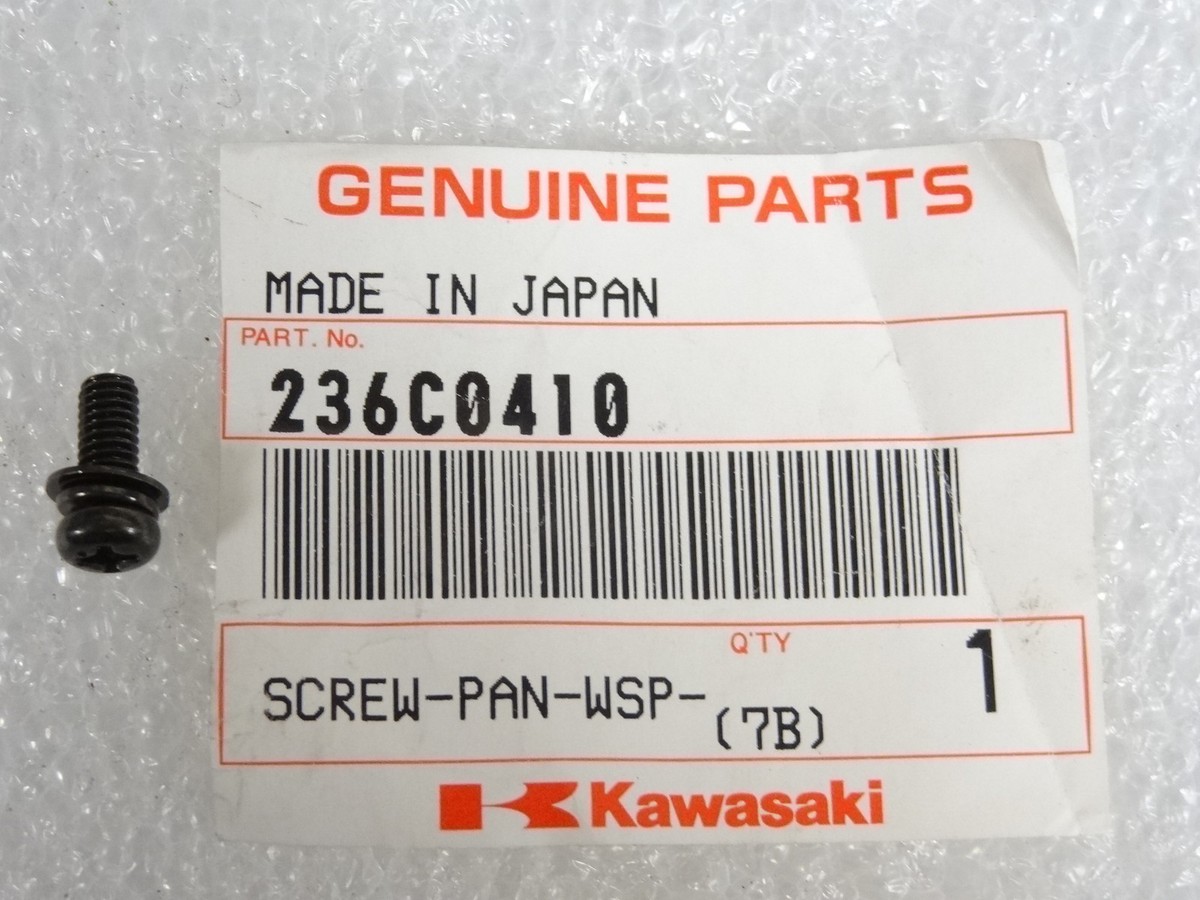 GENUINE PARTS
MADE IN JAPAN
PART. No.
236C0410
Q'TY
1
SCREW-PAN-WSP-
(7B)
Kawasaki